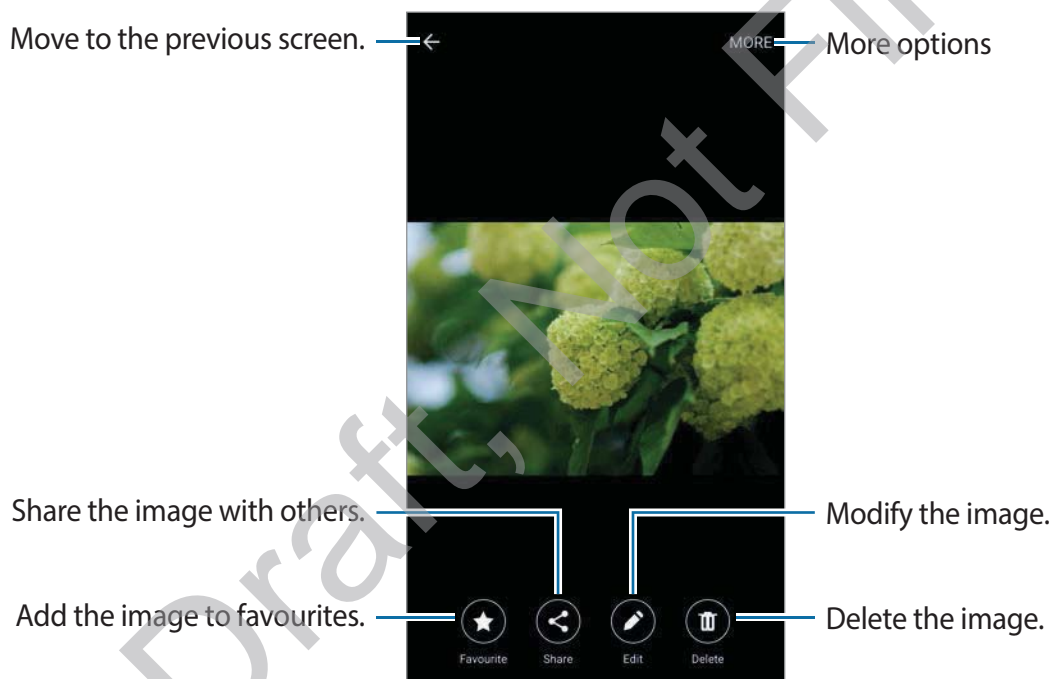 Move to the previous screen.
MORE
More options
Share the image with others.
Modify the image.
Add the image to favourites.
Delete the image.
Favourite
Share
Edit
Delete
Draft, Not